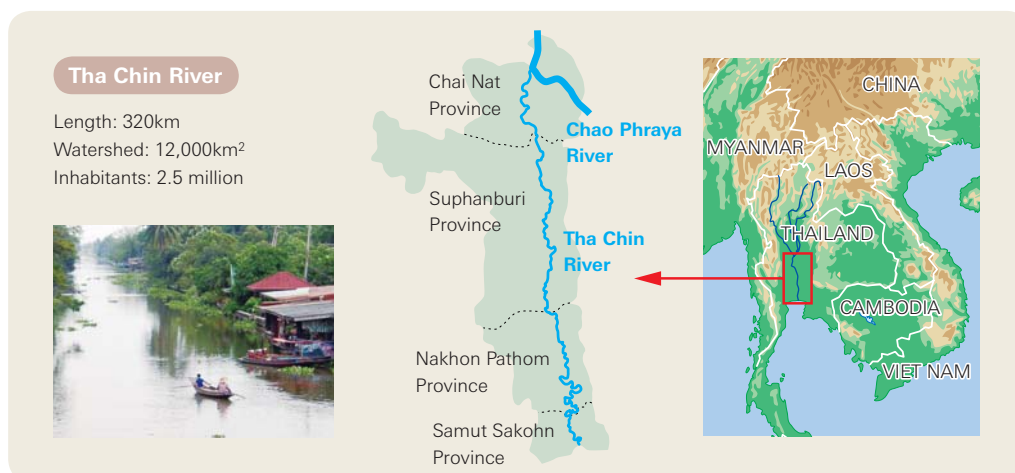 Tha Chin River
Length: 320km
Watershed: 12,000km²
Inhabitants: 2.5 million
Chai Nat
Province
Chao Phraya
River
Suphanburi
Province
Tha Chin
River
Nakhon Pathom
Province
Samut Sakohn
Province
CHINA
MYANMAR
LAOS
THAILAND
CAMBODIA
VIET NAM